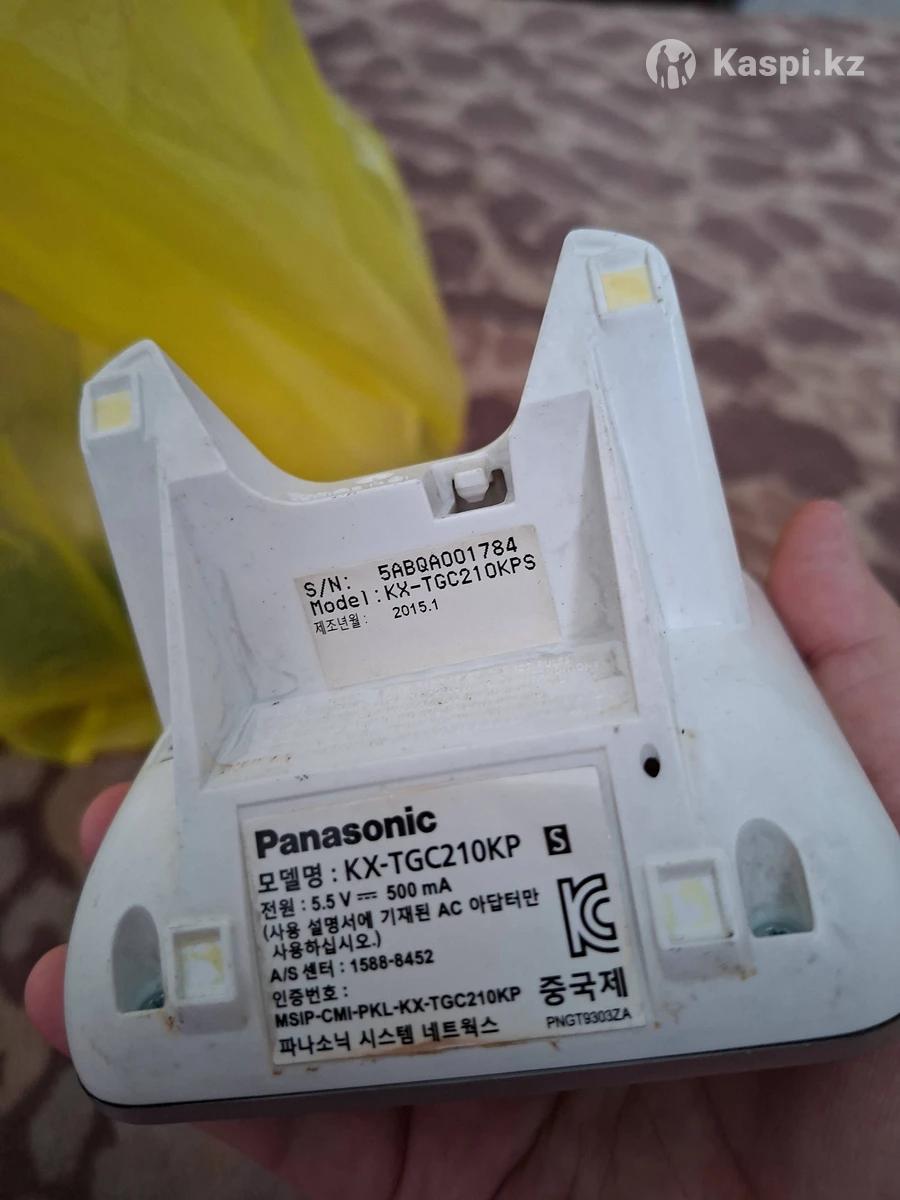 Kaspi.kz
S/N: 5ABQA001784
Model: KX-TGC210KPS
제조년월: 2015.1
Panasonic
모델명 : KX-TGC210KP S
전원 : 5.5 V ⎓ 500 mA
(사용 설명서에 기재된 AC 아답터만
사용하십시오.)
A/S 센터 : 1588-8452
인증번호 :
MSIP-CMI-PKL-KX-TGC210KP
파나소닉 시스템 네트웍스
KC
중국제
PNGT9303ZA